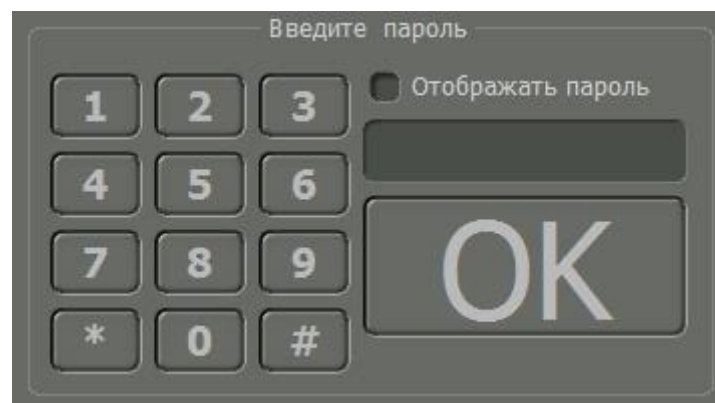 Введите пароль
1 2 3
Отображать пароль
4 5 6
7 8 9
* 0 #
OK